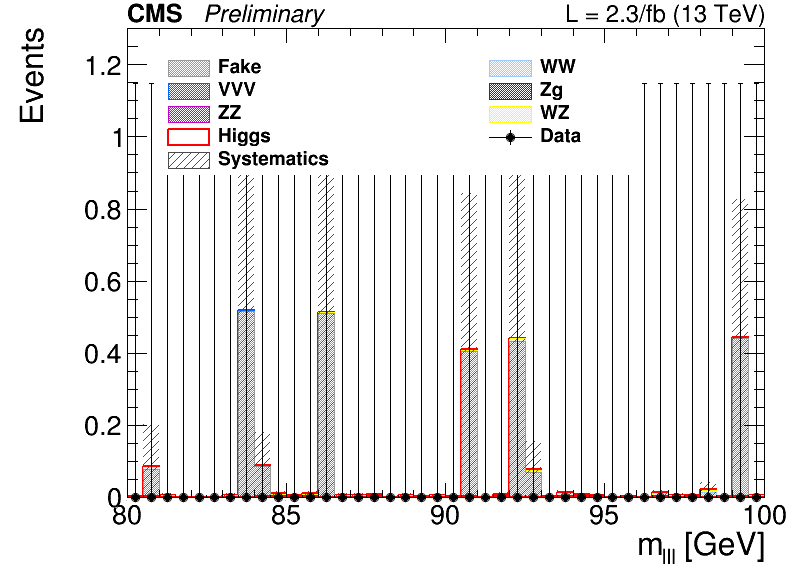 CMS Preliminary L = 2.3/fb (13 TeV)
Events
1.2
1
0.8
0.6
0.4
0.2
0
Fake
VVV
ZZ
Higgs
Systematics
WW
Zg
WZ
Data
80 85 90 95 100
m_lll [GeV]